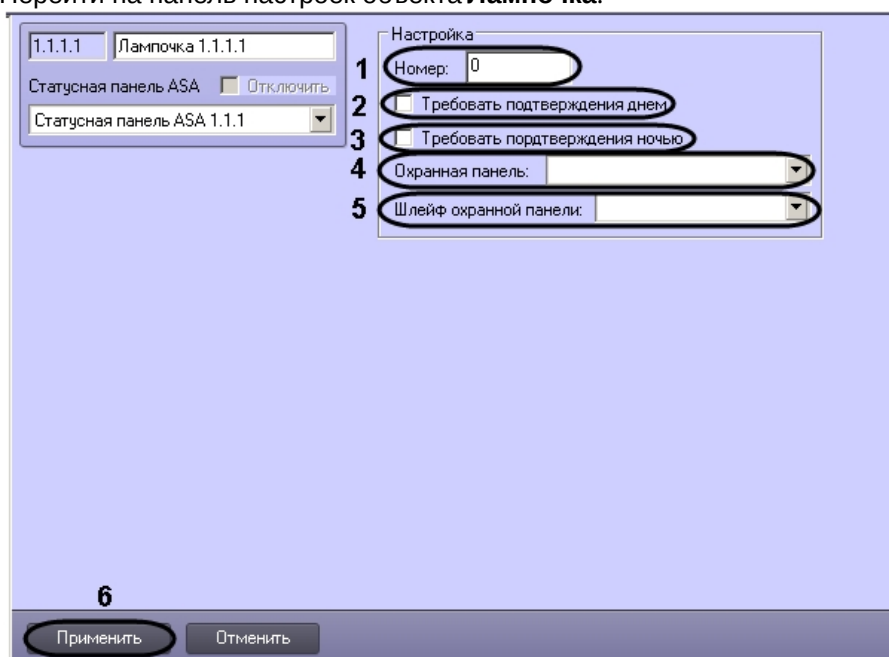 Перейти на панель настроек объекта Лампочка.
1.1.1.1 Лампочка 1.1.1.1
Статусная панель ASA Отключить
Статусная панель ASA 1.1.1
Настройка
1 Номер: 0
2 Требовать подтверждения днем
3 Требовать пордтверждения ночью
4 Охранная панель:
5 Шлейф охранной панели:
6
Применить Отменить